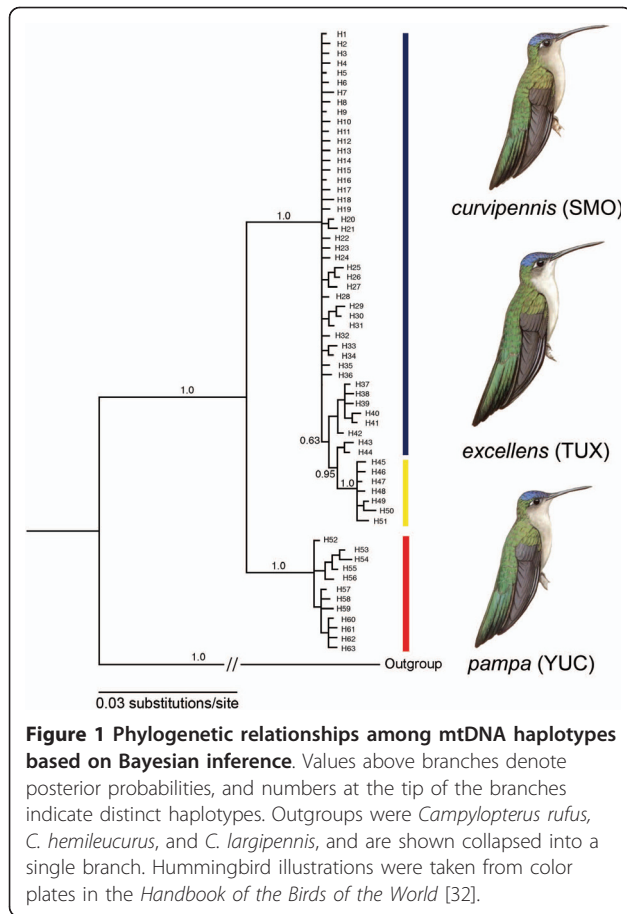 H1
H2
H3
H4
H5
H6
H7
H8
H9
H10
H11
H12
H13
H14
H15
H16
H17
H18
1.0
H19
H20
H21
H22
H23
H24
H25
H26
H27
H28
H29
H30
H31
H32
H33
H34
H35
H36
H37
H38
H39
H40
H41
H42
0.63
H43
H44
0.95
H45
H46
1.0
H47
H48
H49
H50
H51
curvipennis (SMO)
excellens (TUX)
1.0
H52
H53
H54
1.0
H55
H56
H57
H58
H59
H60
H61
H62
H63
pampa (YUC)
1.0
//
Outgroup
0.03 substitutions/site
Figure 1 Phylogenetic relationships among mtDNA haplotypes
based on Bayesian inference. Values above branches denote
posterior probabilities, and numbers at the tip of the branches
indicate distinct haplotypes. Outgroups were Campylopterus rufus,
C. hemileucurus, and C. largipennis, and are shown collapsed into a
single branch. Hummingbird illustrations were taken from color
plates in the Handbook of the Birds of the World [32].